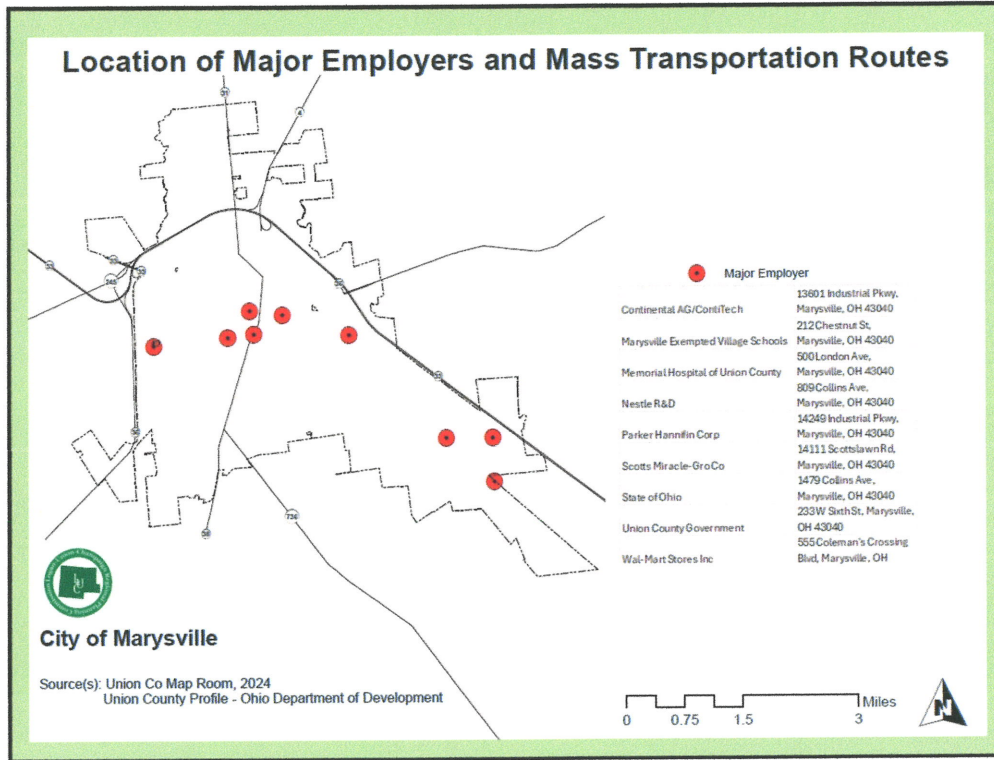 Location of Major Employers and Mass Transportation Routes
31
4
33
33
33
245
36
33
38
736
38
Major Employer
13601 Industrial Pkwy,
Continental AG/ContiTech Marysville, OH 43040
212 Chestnut St,
Marysville Exempted Village Schools Marysville, OH 43040
500 London Ave,
Memorial Hospital of Union County Marysville, OH 43040
809 Collins Ave,
Nestle R&D Marysville, OH 43040
14249 Industrial Pkwy,
Parker Hannifin Corp Marysville, OH 43040
14111 Scottslawn Rd,
Scotts Miracle-Gro Co Marysville, OH 43040
1479 Collins Ave,
State of Ohio Marysville, OH 43040
233 W Sixth St, Marysville,
Union County Government OH 43040
555 Coleman's Crossing
Wal-Mart Stores Inc Blvd, Marysville, OH
City of Marysville
Source(s): Union Co Map Room, 2024
Union County Profile - Ohio Department of Development
Miles
0 0.75 1.5 3
N